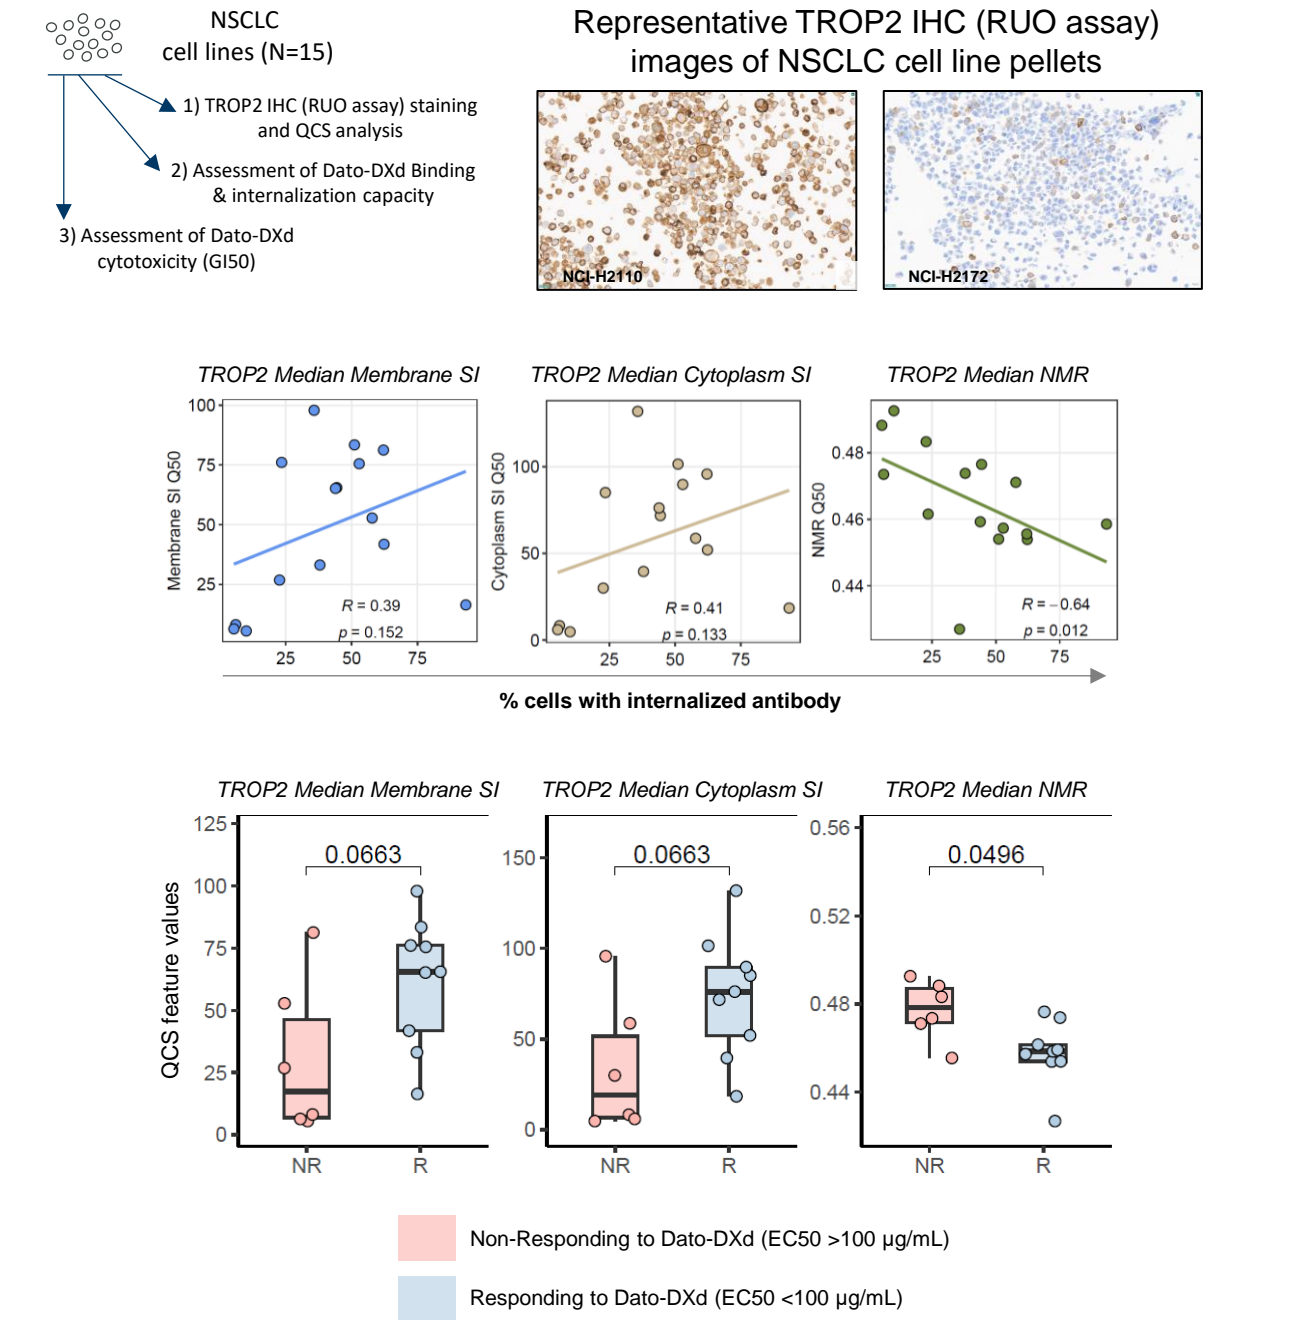 NSCLC
cell lines (N=15)
1) TROP2 IHC (RUO assay) staining
and QCS analysis
2) Assessment of Dato-DXd Binding
& internalization capacity
3) Assessment of Dato-DXd
cytotoxicity (GI50)
Representative TROP2 IHC (RUO assay)
images of NSCLC cell line pellets
NCI-H2110
NCI-H2172
TROP2 Median Membrane SI
Membrane SI Q50
100
75
50
25
R = 0.39
p = 0.152
25 50 75
TROP2 Median Cytoplasm SI
Cytoplasm SI Q50
100
50
0
R = 0.41
p = 0.133
25 50 75
TROP2 Median NMR
NMR Q50
0.48
0.46
0.44
R = −0.64
p = 0.012
25 50 75
% cells with internalized antibody
TROP2 Median Membrane SI
QCS feature values
125
100
75
50
25
0
0.0663
NR R
TROP2 Median Cytoplasm SI
150
100
50
0
0.0663
NR R
TROP2 Median NMR
0.56
0.52
0.48
0.44
0.0496
NR R
Non-Responding to Dato-DXd (EC50 >100 µg/mL)
Responding to Dato-DXd (EC50 <100 µg/mL)